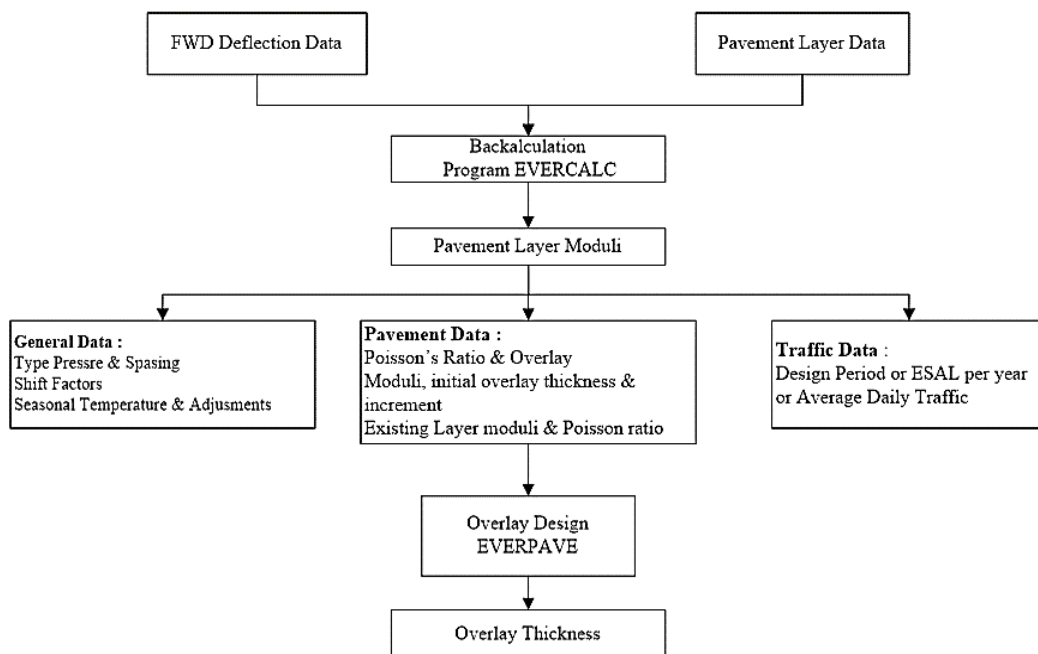 FWD Deflection Data
Pavement Layer Data
Backalculation
Program EVERCALC
Pavement Layer Moduli
General Data :
Type Pressre & Spasing
Shift Factors
Seasonal Temperature & Adjusments
Pavement Data :
Poisson's Ratio & Overlay
Moduli, initial overlay thickness &
increment
Existing Layer moduli & Poisson ratio
Traffic Data :
Design Period or ESAL per year
or Average Daily Traffic
Overlay Design
EVERPAVE
Overlay Thickness